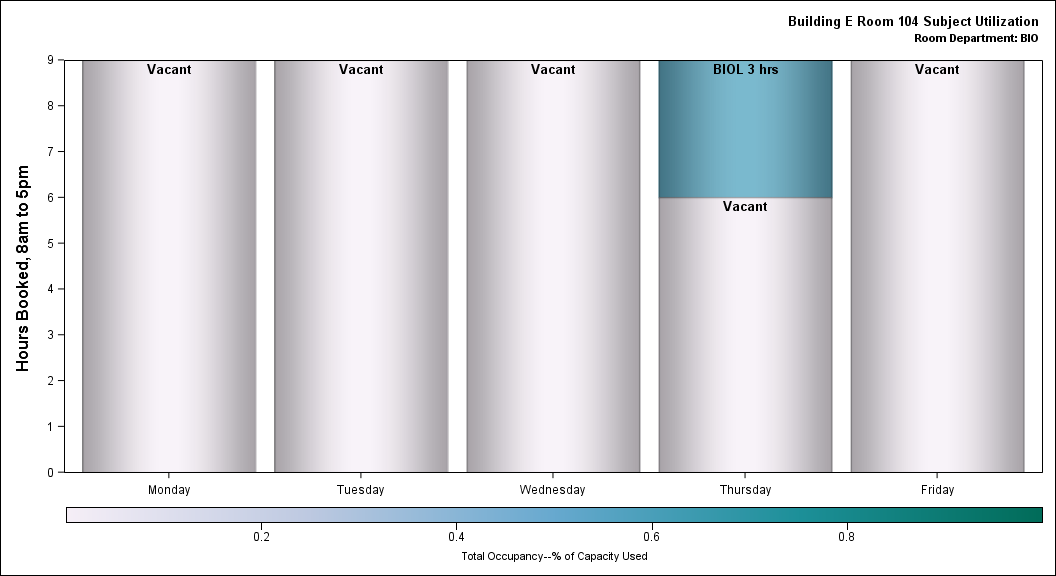 Building E Room 104 Subject Utilization
Room Department: BIO
Hours Booked, 8am to 5pm
9
8
7
6
5
4
3
2
1
0
Vacant Vacant Vacant BIOL 3 hrs Vacant
Vacant
Monday Tuesday Wednesday Thursday Friday
0.2 0.4 0.6 0.8
Total Occupancy--% of Capacity Used